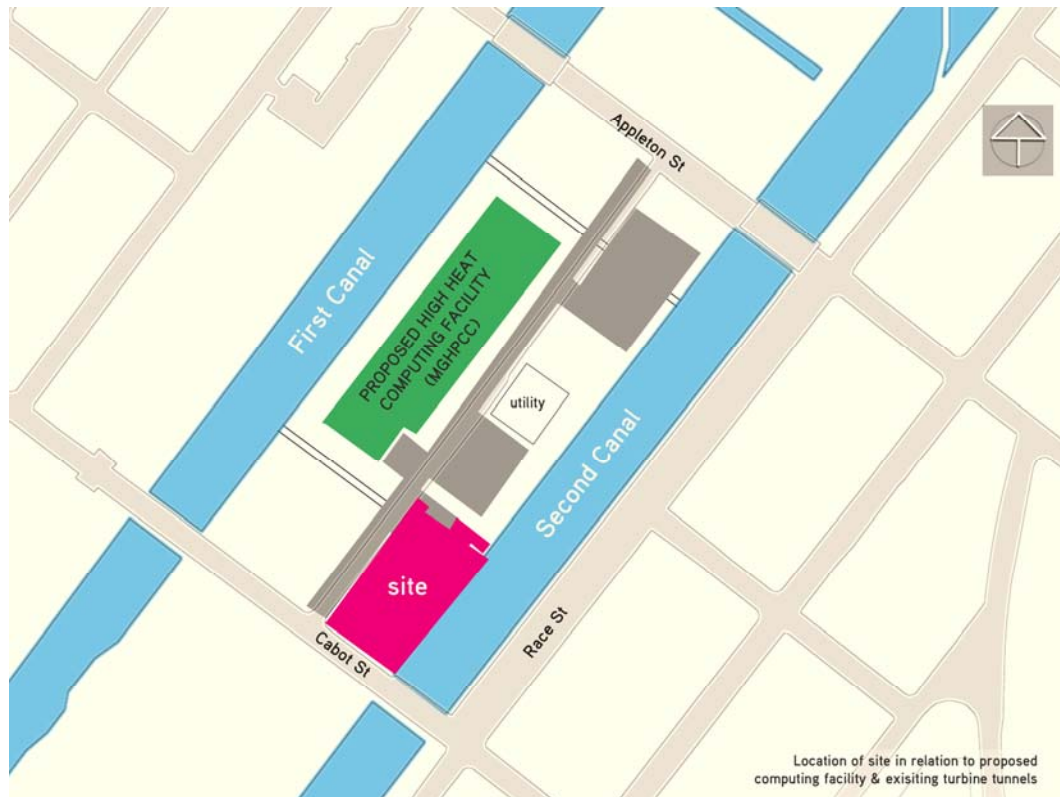 Appleton St
First Canal
PROPOSED HIGH HEAT
COMPUTING FACILITY
(MGHPCC)
utility
Second Canal
site
Race St
Cabot St
Location of site in relation to proposed
computing facility & exisiting turbine tunnels